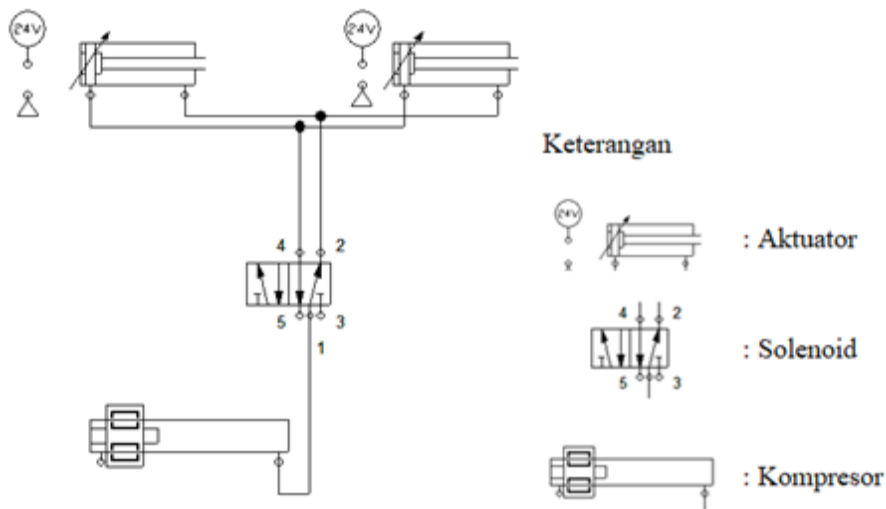 24V
24V
Keterangan
4 2
5 3
1
24V
: Aktuator
4 2
5 3
: Solenoid
: Kompresor